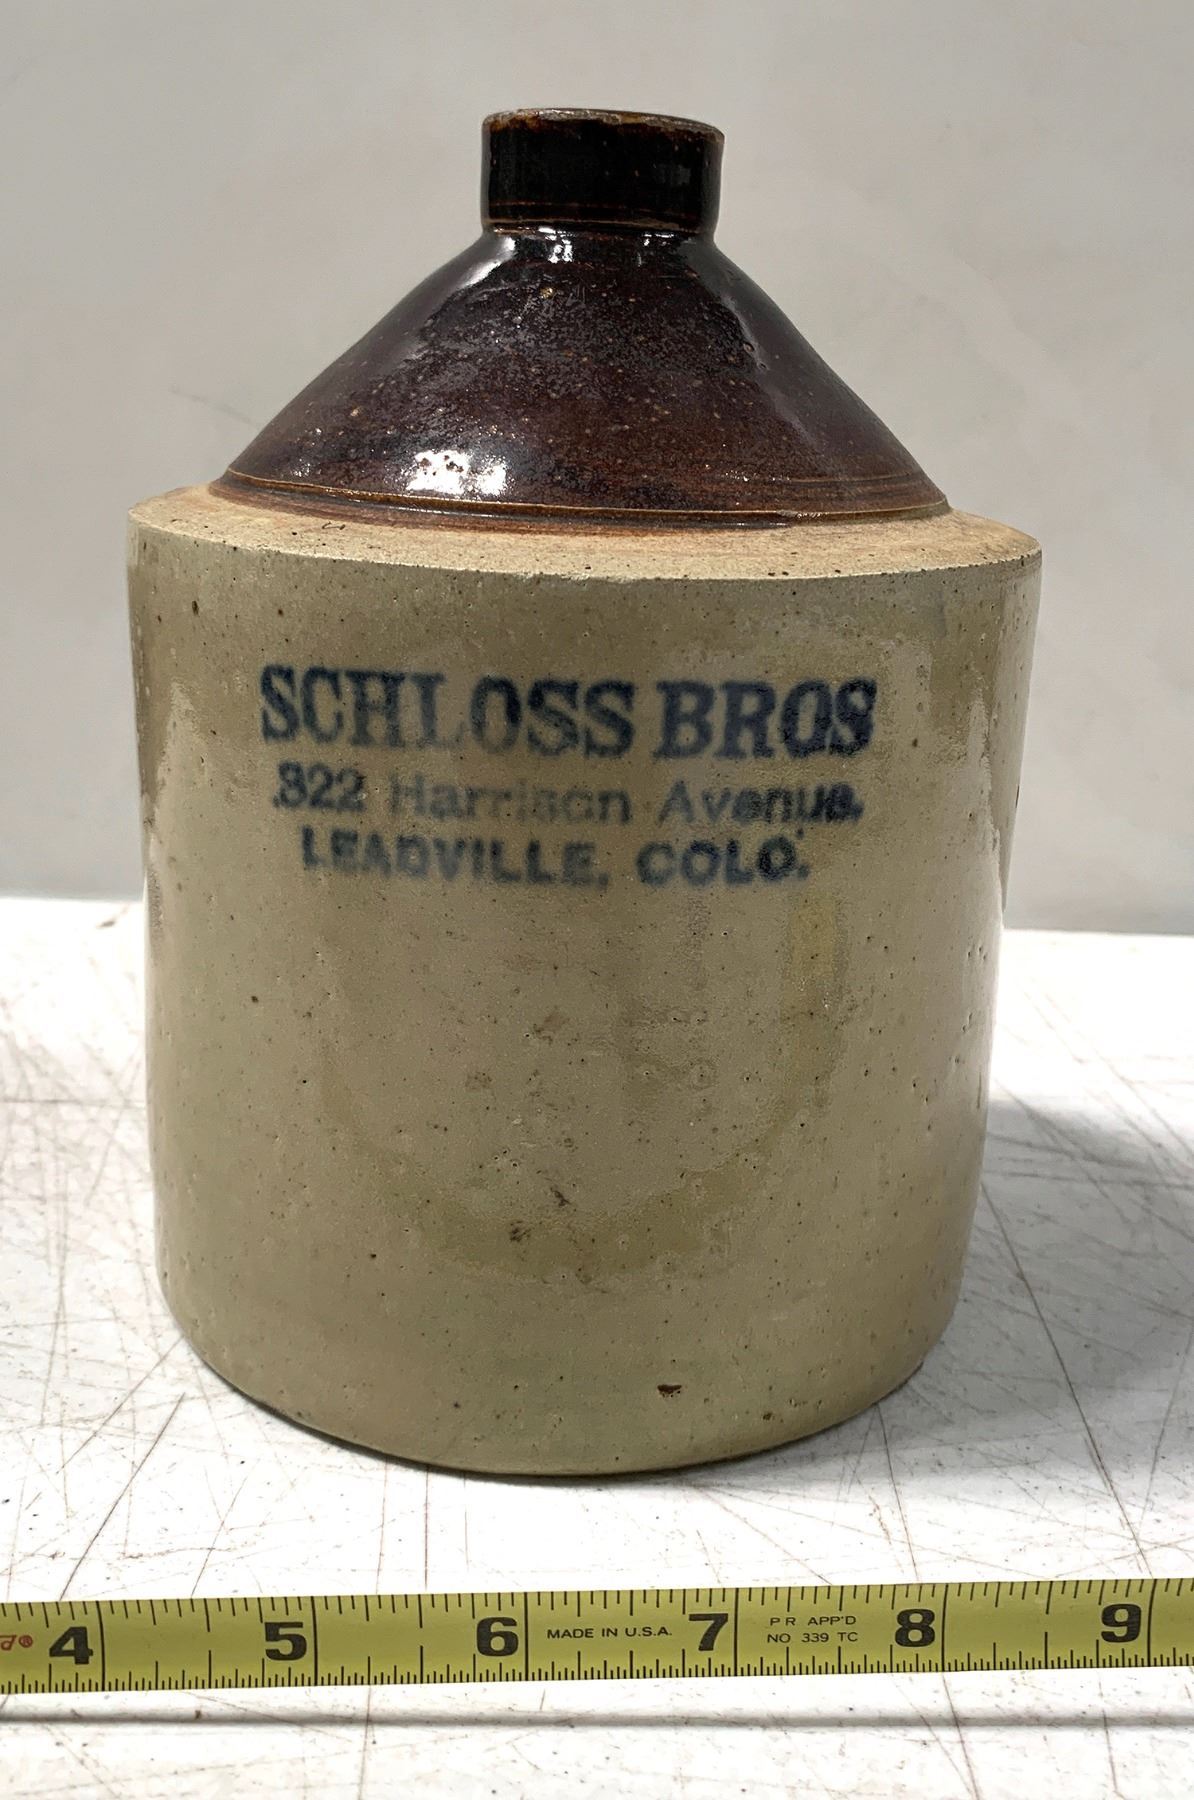 SCHLOSS BROS
322 Harrison Avenue,
LEADVILLE, COLO.
4 5 6 MADE IN U.S.A. 7 PR APP'D 8 9
NO 339 TC